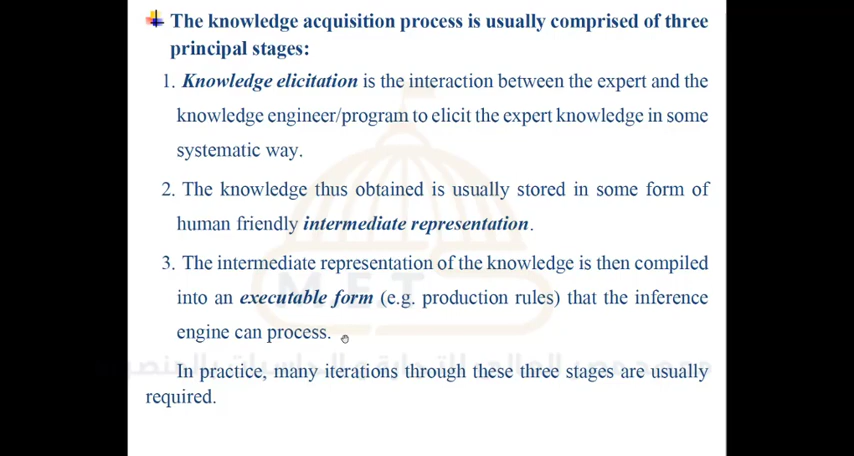 The knowledge acquisition process is usually comprised of three
principal stages:
1. Knowledge elicitation is the interaction between the expert and the
knowledge engineer/program to elicit the expert knowledge in some
systematic way.
2. The knowledge thus obtained is usually stored in some form of
human friendly intermediate representation.
3. The intermediate representation of the knowledge is then compiled
into an executable form (e.g. production rules) that the inference
M E T
engine can process.
In practice, many iterations through these three stages are usually
required.